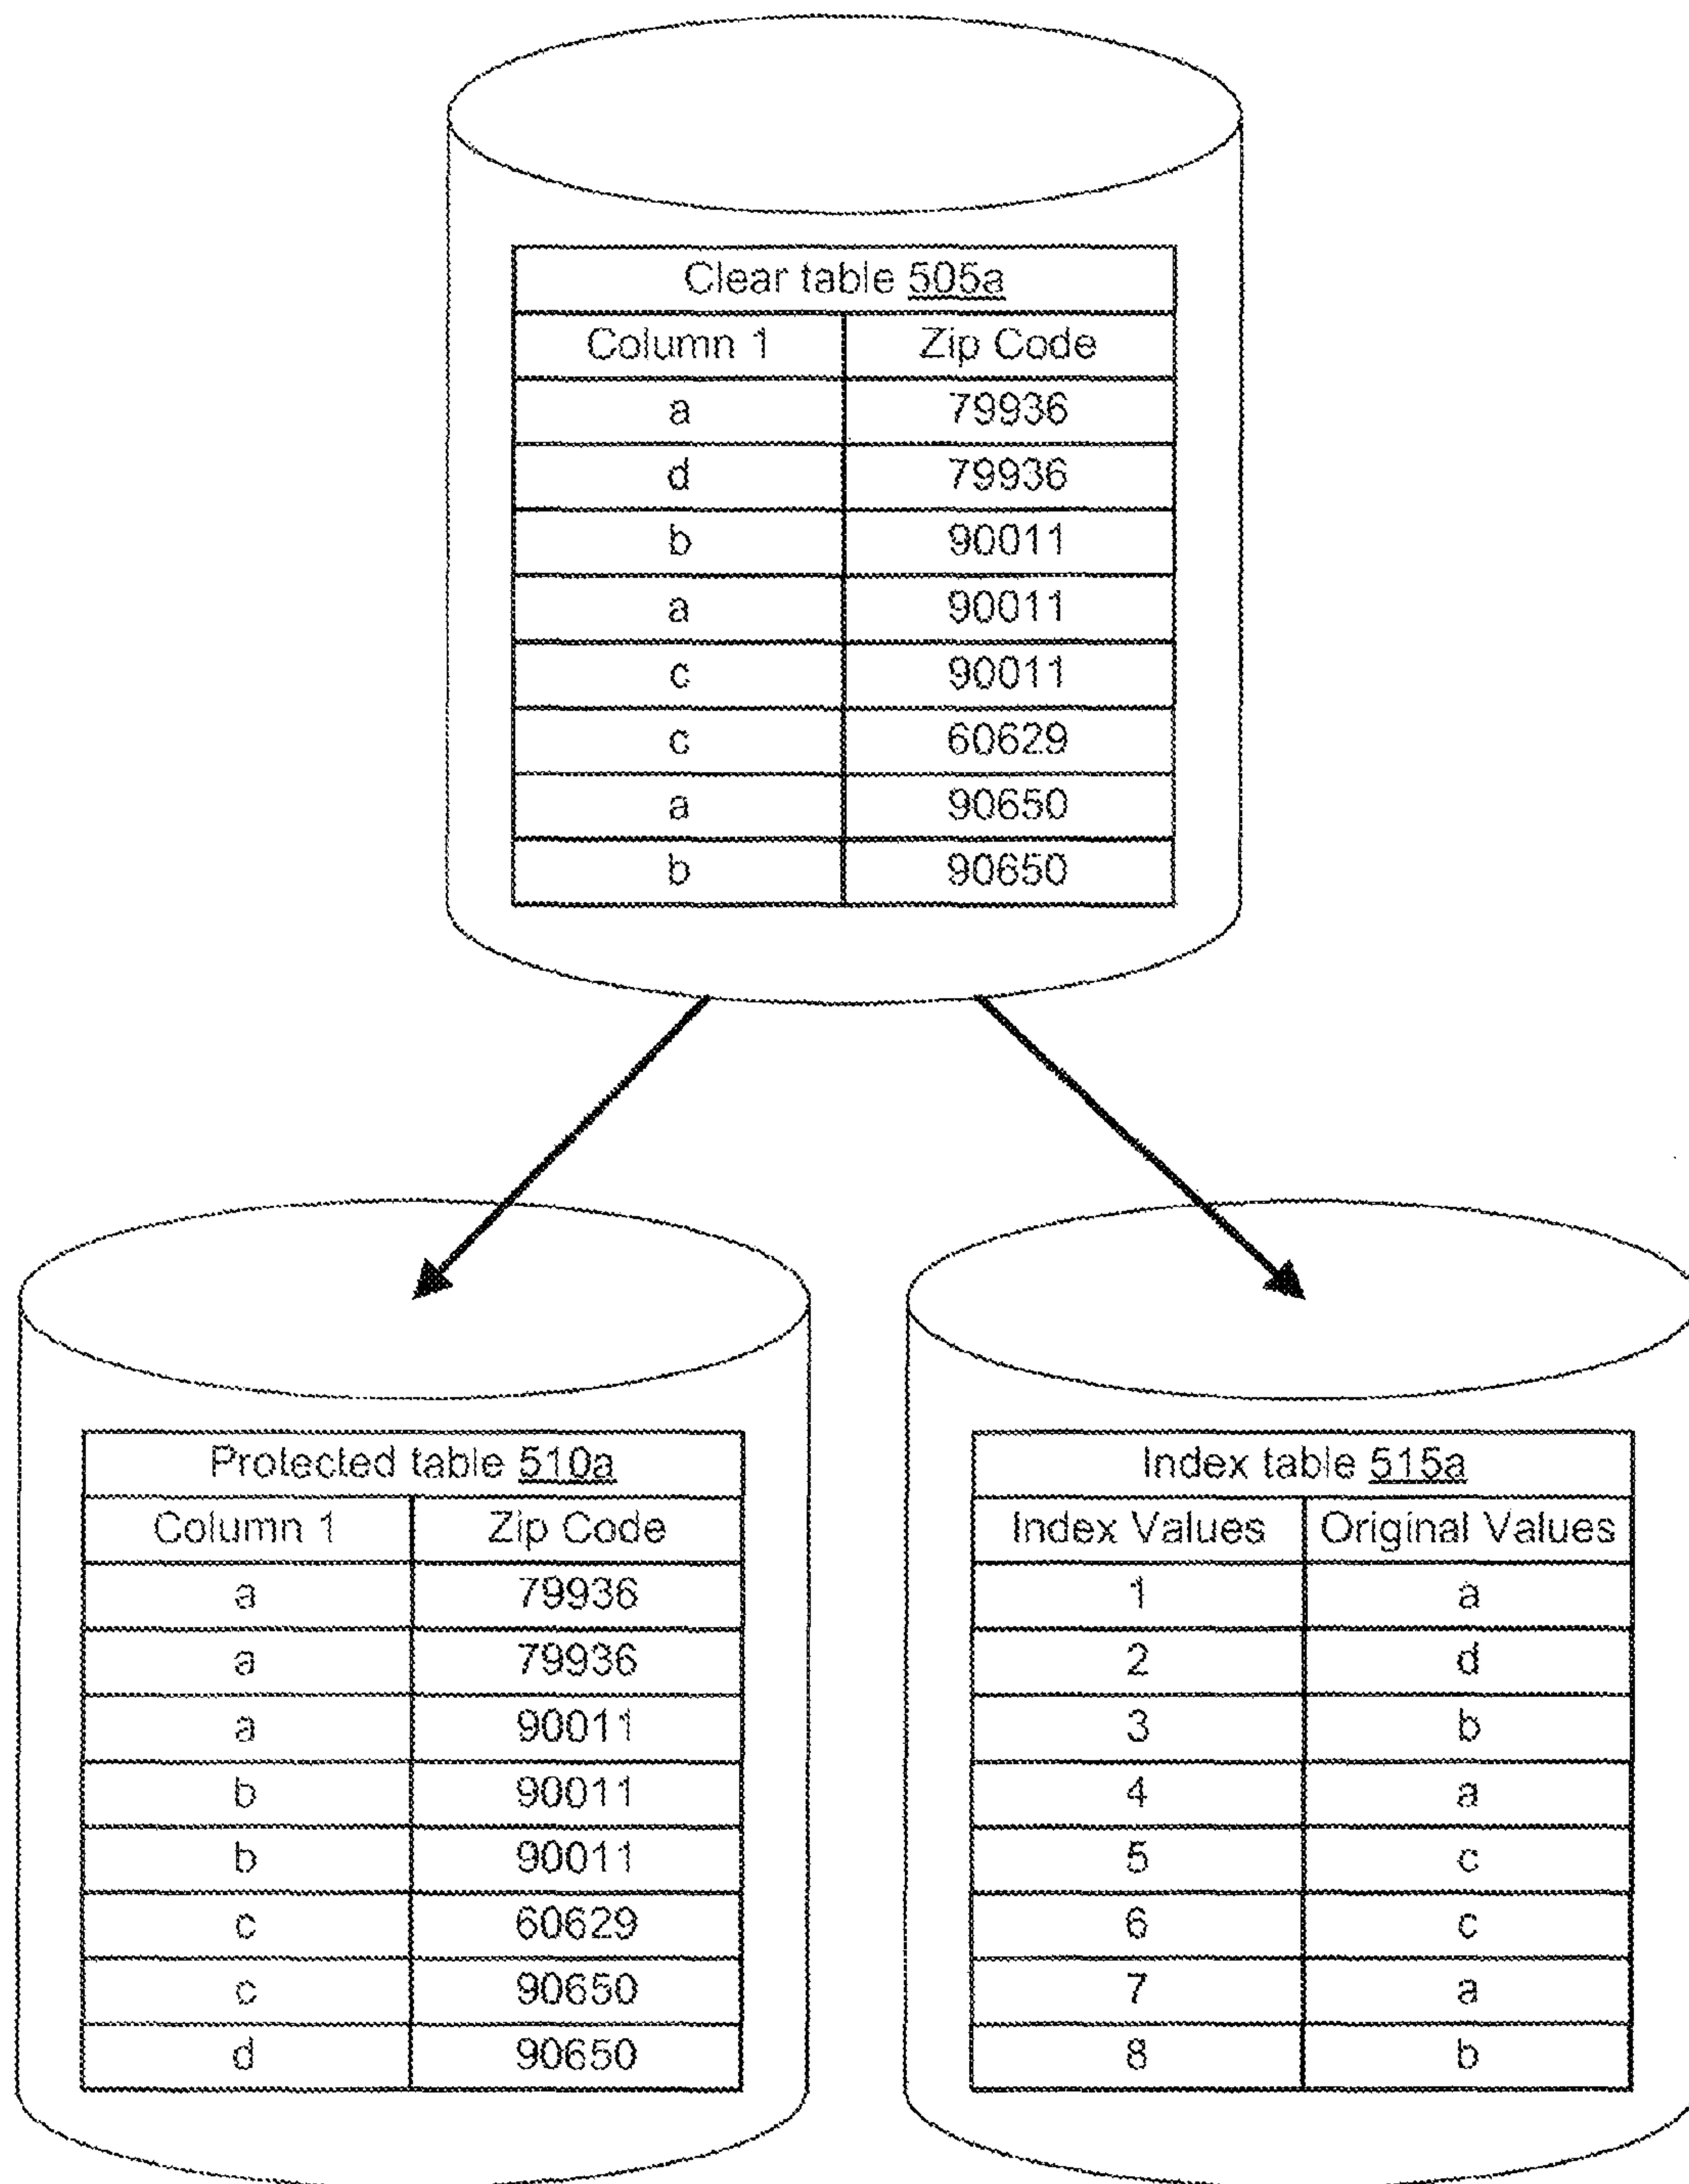 Clear table 505a
Column 1 Zip Code
a 79936
d 79936
b 90011
a 90011
c 90011
c 60629
a 90650
b 90650
Protected table 510a
Column 1 Zip Code
a 79936
a 79936
a 90011
b 90011
b 90011
c 60629
c 90650
d 90650
Index table 515a
Index Values Original Values
1 a
2 d
3 b
4 a
5 c
6 c
7 a
8 b